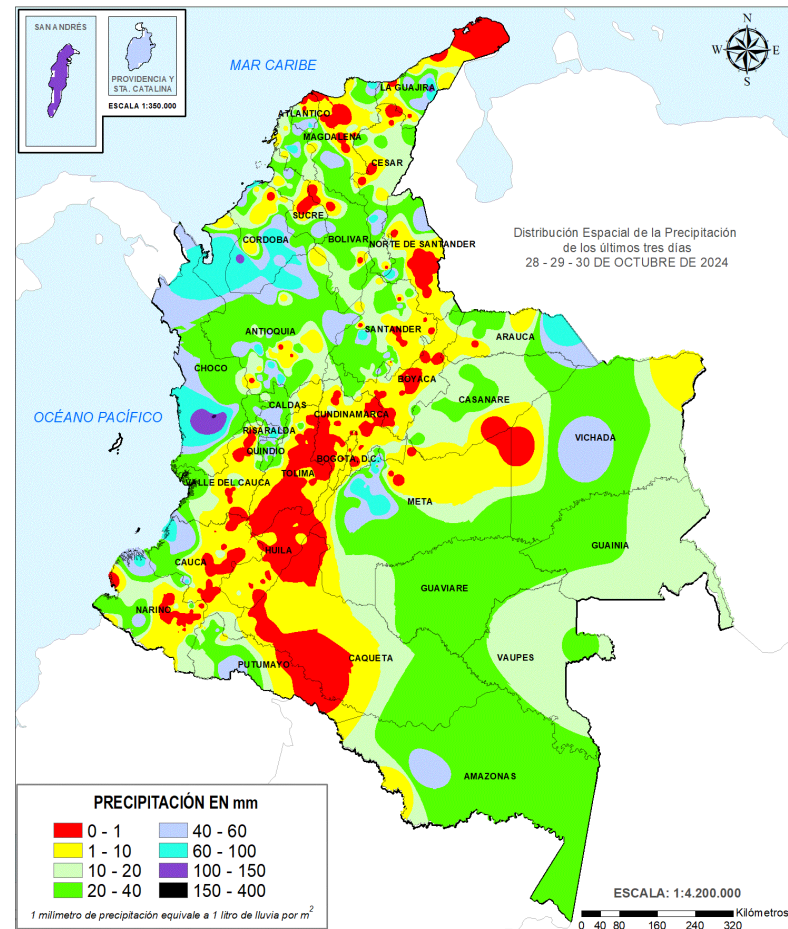 SAN ANDRÉS
PROVIDENCIA Y
STA. CATALINA
ESCALA 1:350.000
MAR CARIBE
N
W
E
S
LA GUAJIRA
ATLANTICO
MAGDALENA
CESAR
SUCRE
CORDOBA
BOLIVAR
NORTE DE SANTANDER
Distribución Espacial de la Precipitación
de los últimos tres días
28 - 29 - 30 DE OCTUBRE DE 2024
ANTIOQUIA
SANTANDER
ARAUCA
CHOCO
BOYACA
CASANARE
OCÉANO PACÍFICO
CALDAS
CUNDINAMARCA
RISARALDA
VICHADA
QUINDIO
BOGOTA, D.C.
TOLIMA
VALLE DEL CAUCA
META
HUILA
GUAINIA
CAUCA
GUAVIARE
NARIÑO
PUTUMAYO
CAQUETA
VAUPES
AMAZONAS
PRECIPITACIÓN EN mm
0 - 1
40 - 60
1 - 10
60 - 100
10 - 20
100 - 150
20 - 40
150 - 400
1 milímetro de precipitación equivale a 1 litro de lluvia por m²
ESCALA: 1:4.200.000
Kilómetros
0 40 80 160 240 320